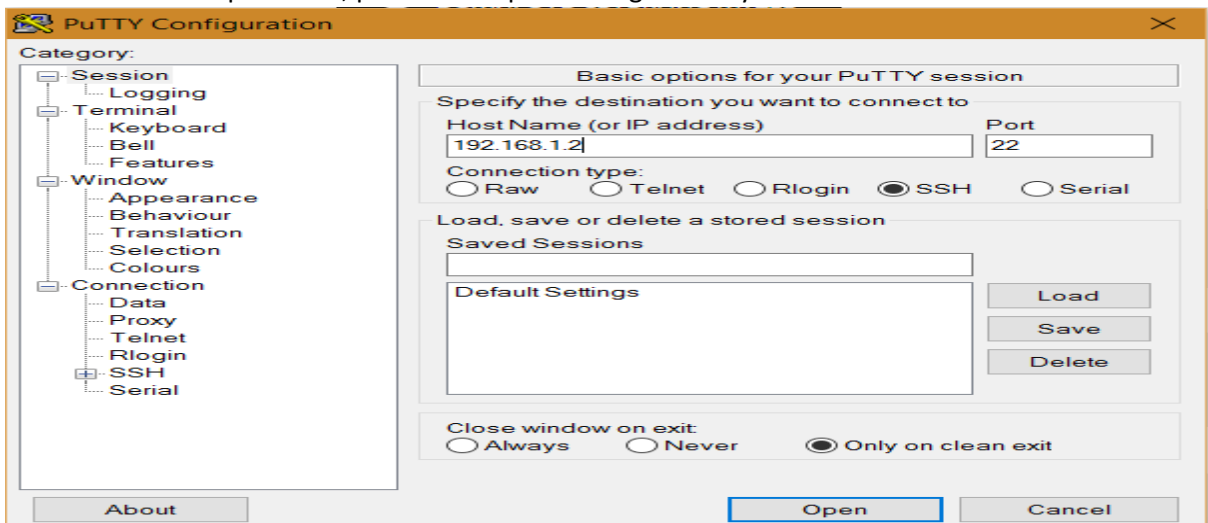 PuTTY Configuration
Category:
Session
Logging
Terminal
Keyboard
Bell
Features
Window
Appearance
Behaviour
Translation
Selection
Colours
Connection
Data
Proxy
Telnet
Rlogin
SSH
Serial
Basic options for your PuTTY session
Specify the destination you want to connect to
Host Name (or IP address) Port
192.168.1.2 22
Connection type:
Raw Telnet Rlogin SSH Serial
Load, save or delete a stored session
Saved Sessions
Default Settings
Load
Save
Delete
Close window on exit:
Always Never Only on clean exit
About Open Cancel